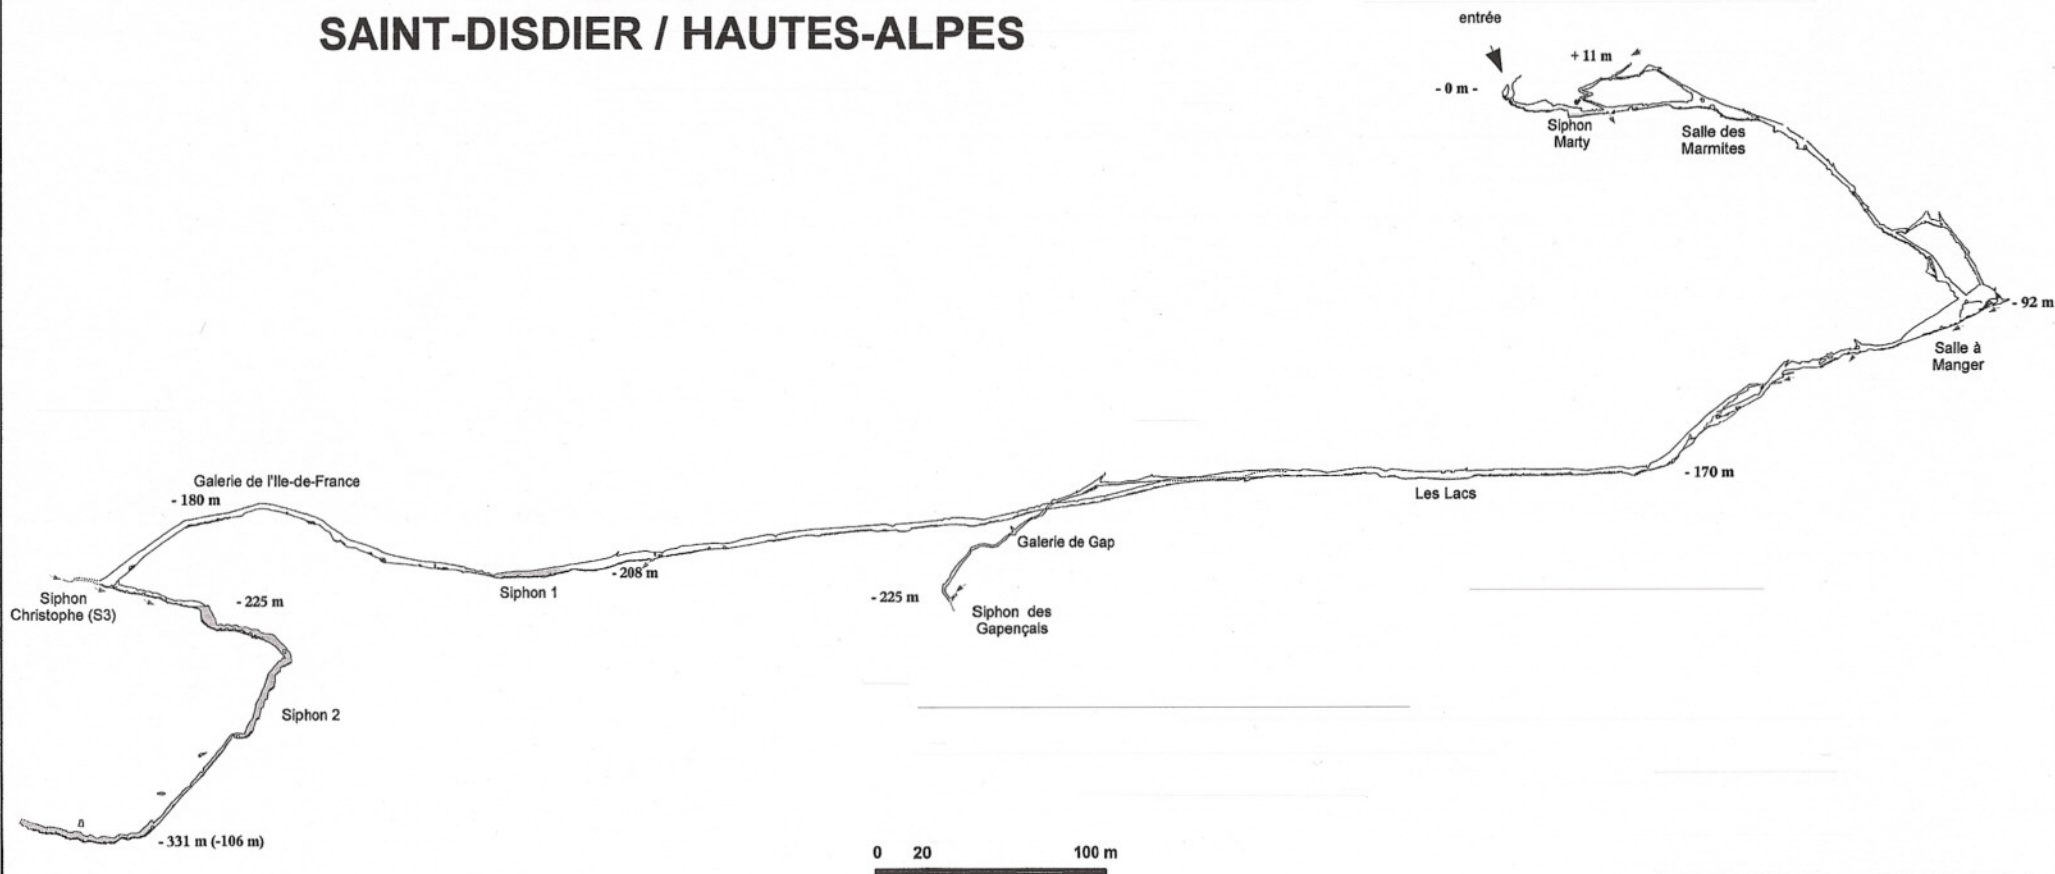 SAINT-DISDIER / HAUTES-ALPES
entrée
+ 11 m
- 0 m -
Siphon
Marty
Salle des
Marmites
- 92 m
Salle à
Manger
- 170 m
Les Lacs
Galerie de l'Ile-de-France
- 180 m
Galerie de Gap
- 208 m
Siphon 1
- 225 m
Siphon des
Gapençais
Siphon
Christophe (S3)
- 225 m
Siphon 2
- 331 m (-106 m)
0 20 100 m